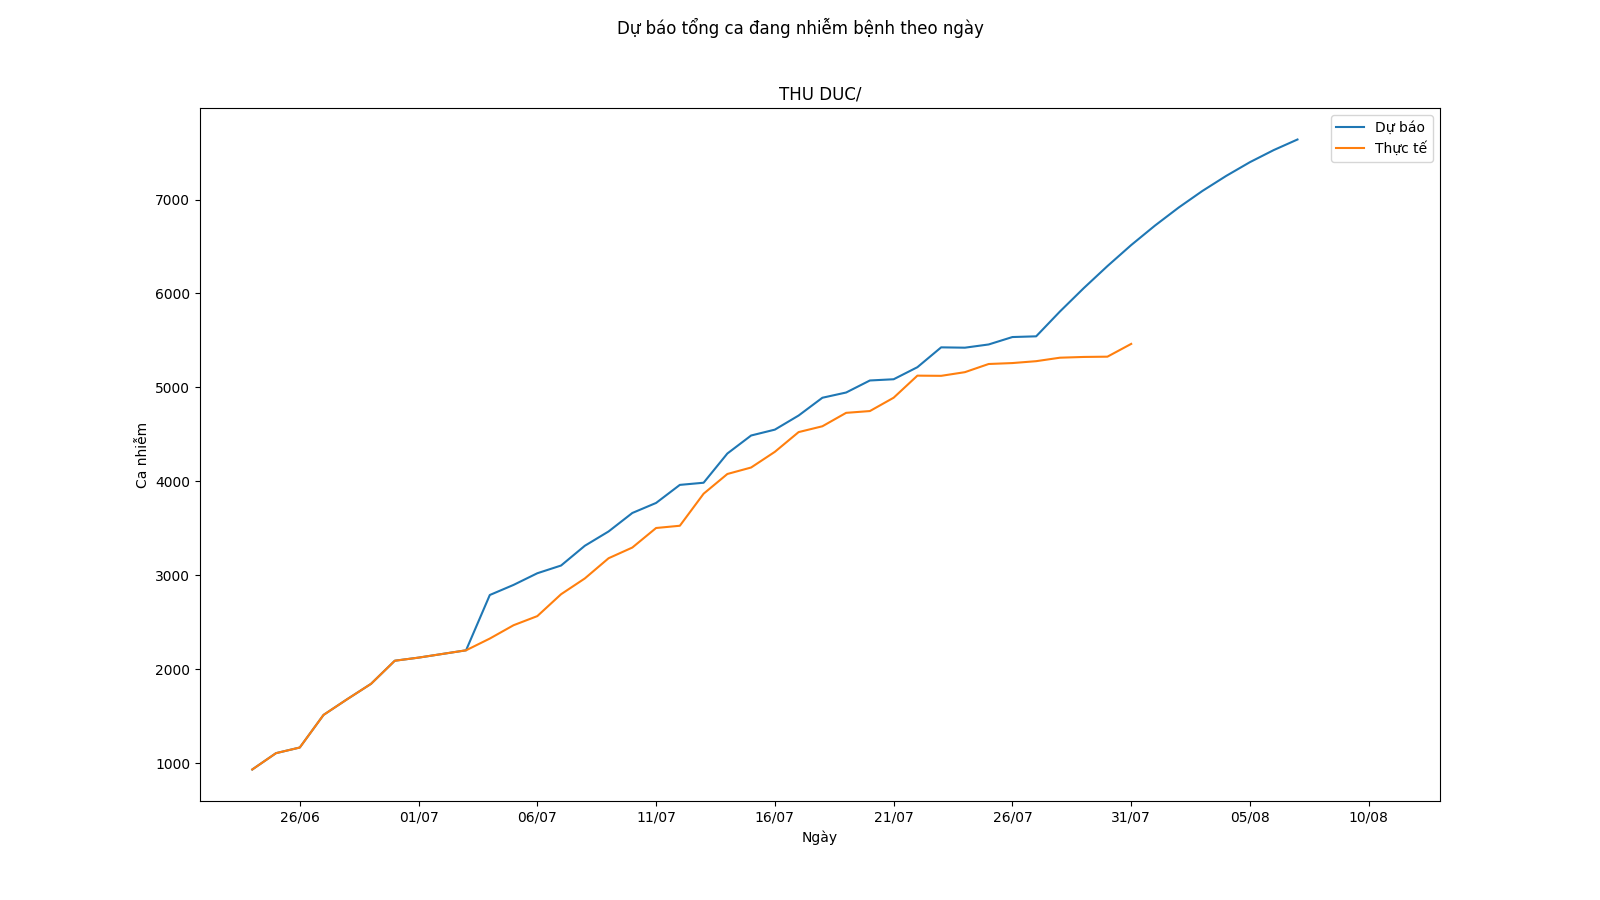 Dự báo tổng ca đang nhiễm bệnh theo ngày
THU DUC/
Dự báo
Thực tế
7000
6000
5000
4000
3000
2000
1000
Ca nhiễm
26/06 01/07 06/07 11/07 16/07 21/07 26/07 31/07 05/08 10/08
Ngày